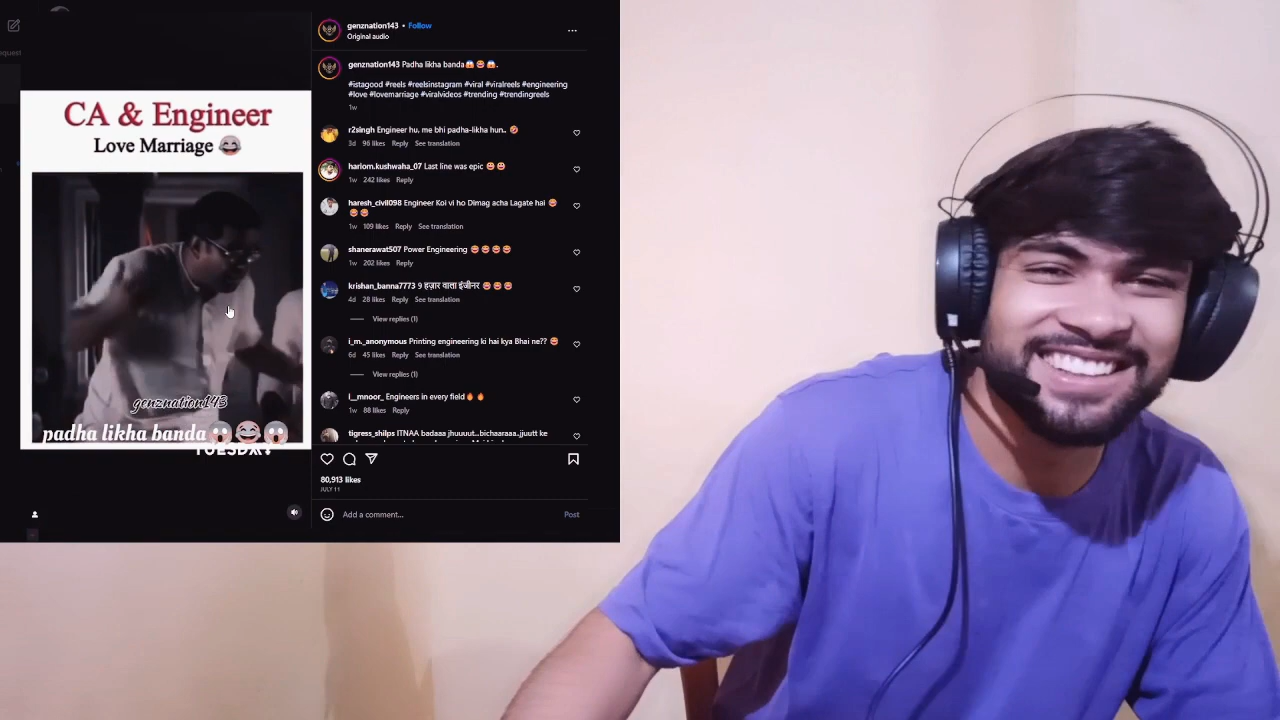 CA & Engineer
Love Marriage
genznation143
padha likha banda
TUESDAY?
genznation143 • Follow
Original audio
genznation143 Padha likha banda😱😂😱.
#istagood #reels #reelsinstagram #viral #viralreels #engineering
#love #lovemarriage #viralvideos #trending #trendingreels
1w
r2singh Engineer hu. me bhi padha-likha hun.. 🤣
3d 96 likes Reply See translation
hariom.kushwaha_07 Last line was epic 😂😂
1w 242 likes Reply
haresh_civil098 Engineer Koi vi ho Dimag acha Lagate hai 😂
😂😂
1w 109 likes Reply See translation
shanerawat507 Power Engineering 😂😂😂😂
1w 202 likes Reply
krishan_banna7773 9 हज़ार वाला इंजीनर 😂😂😂
4d 28 likes Reply See translation
View replies (1)
i_m._anonymous Printing engineering ki hai kya Bhai ne?? 😂
6d 45 likes Reply See translation
View replies (1)
i__mnoor_ Engineers in every field🔥🔥
1w 88 likes Reply
tigress_shilps ITNAA badaaa jhuuuut..bichaaraaa..jjuutt ke
80,913 likes
JULY 11
Add a comment...
Post